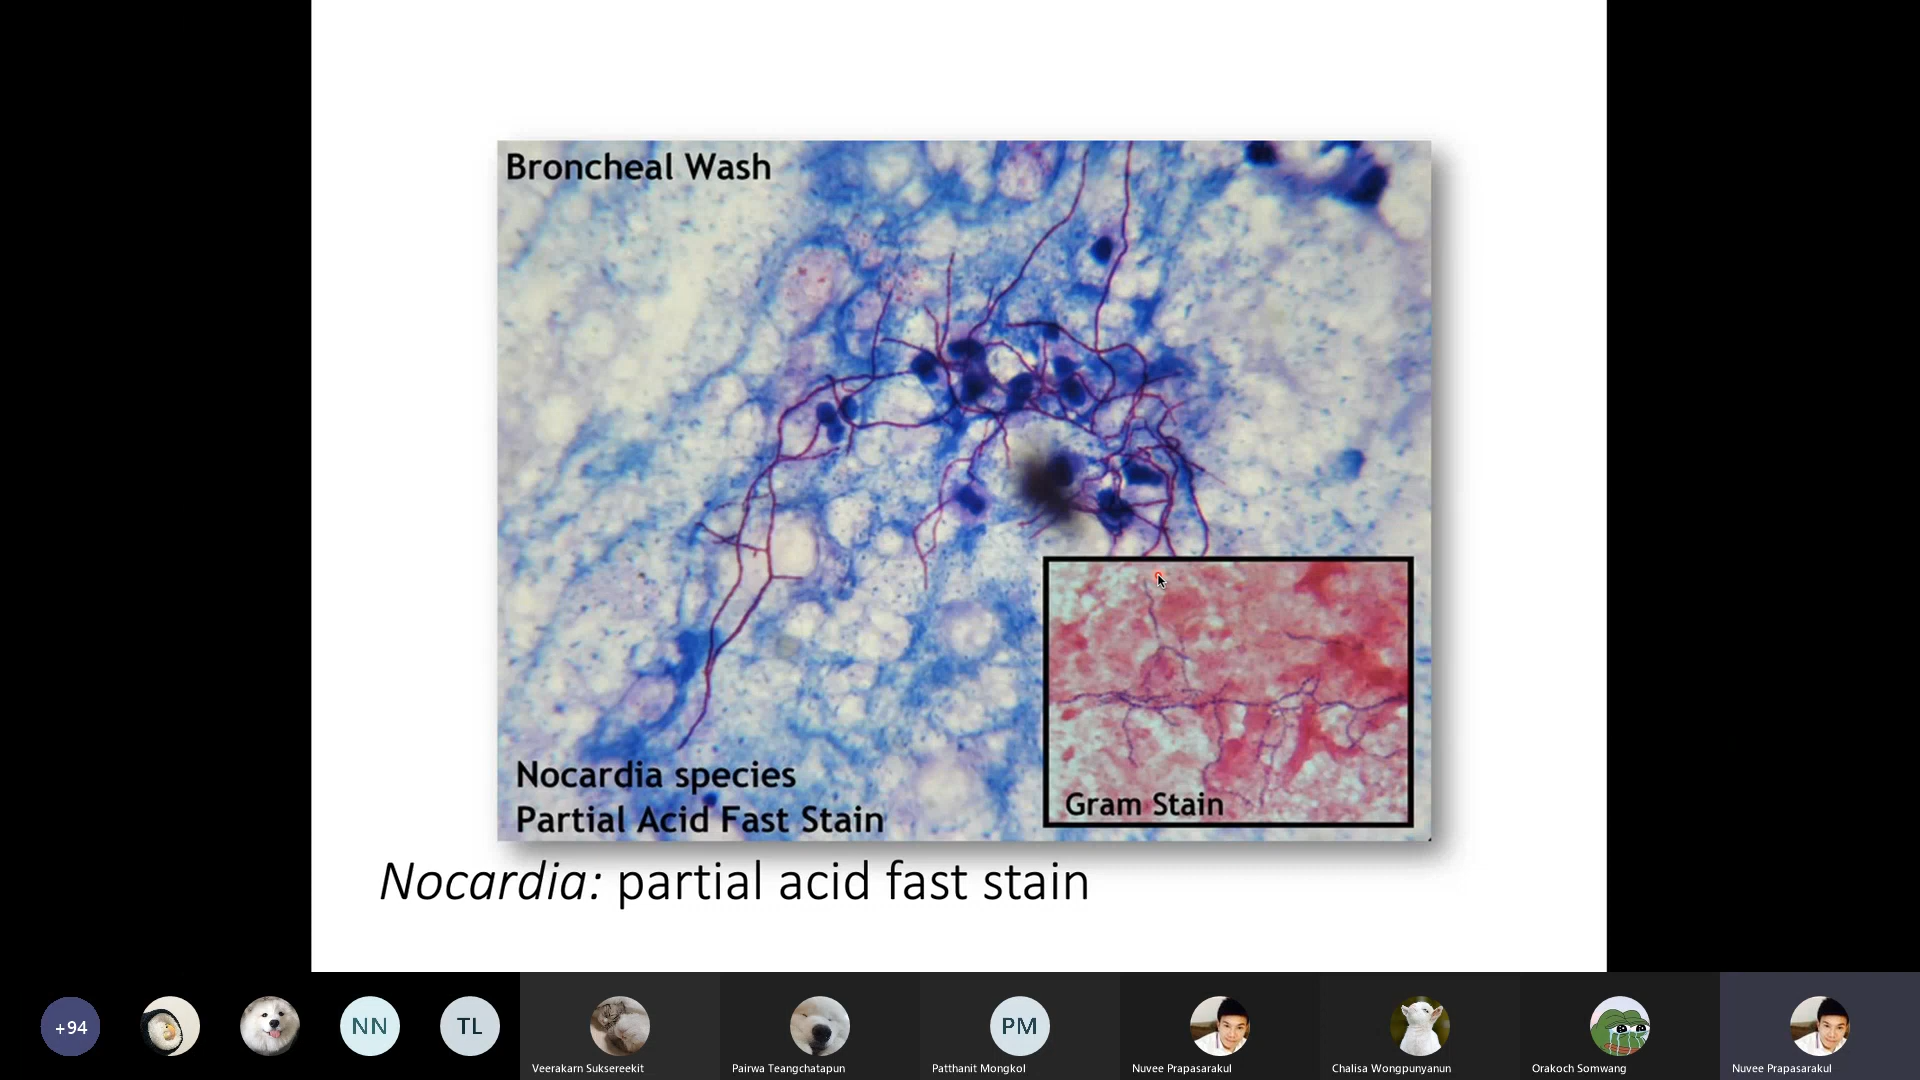 Broncheal Wash
Nocardia species
Partial Acid Fast Stain
Gram Stain
Nocardia: partial acid fast stain
+94
NN
TL
Veerakarn Suksereekit
Pairwa Teangchatapun
PM
Patthanit Mongkol
Nuvee Prapasarakul
Chalisa Wongpunyanun
Orakoch Somwang
Nuvee Prapasarakul